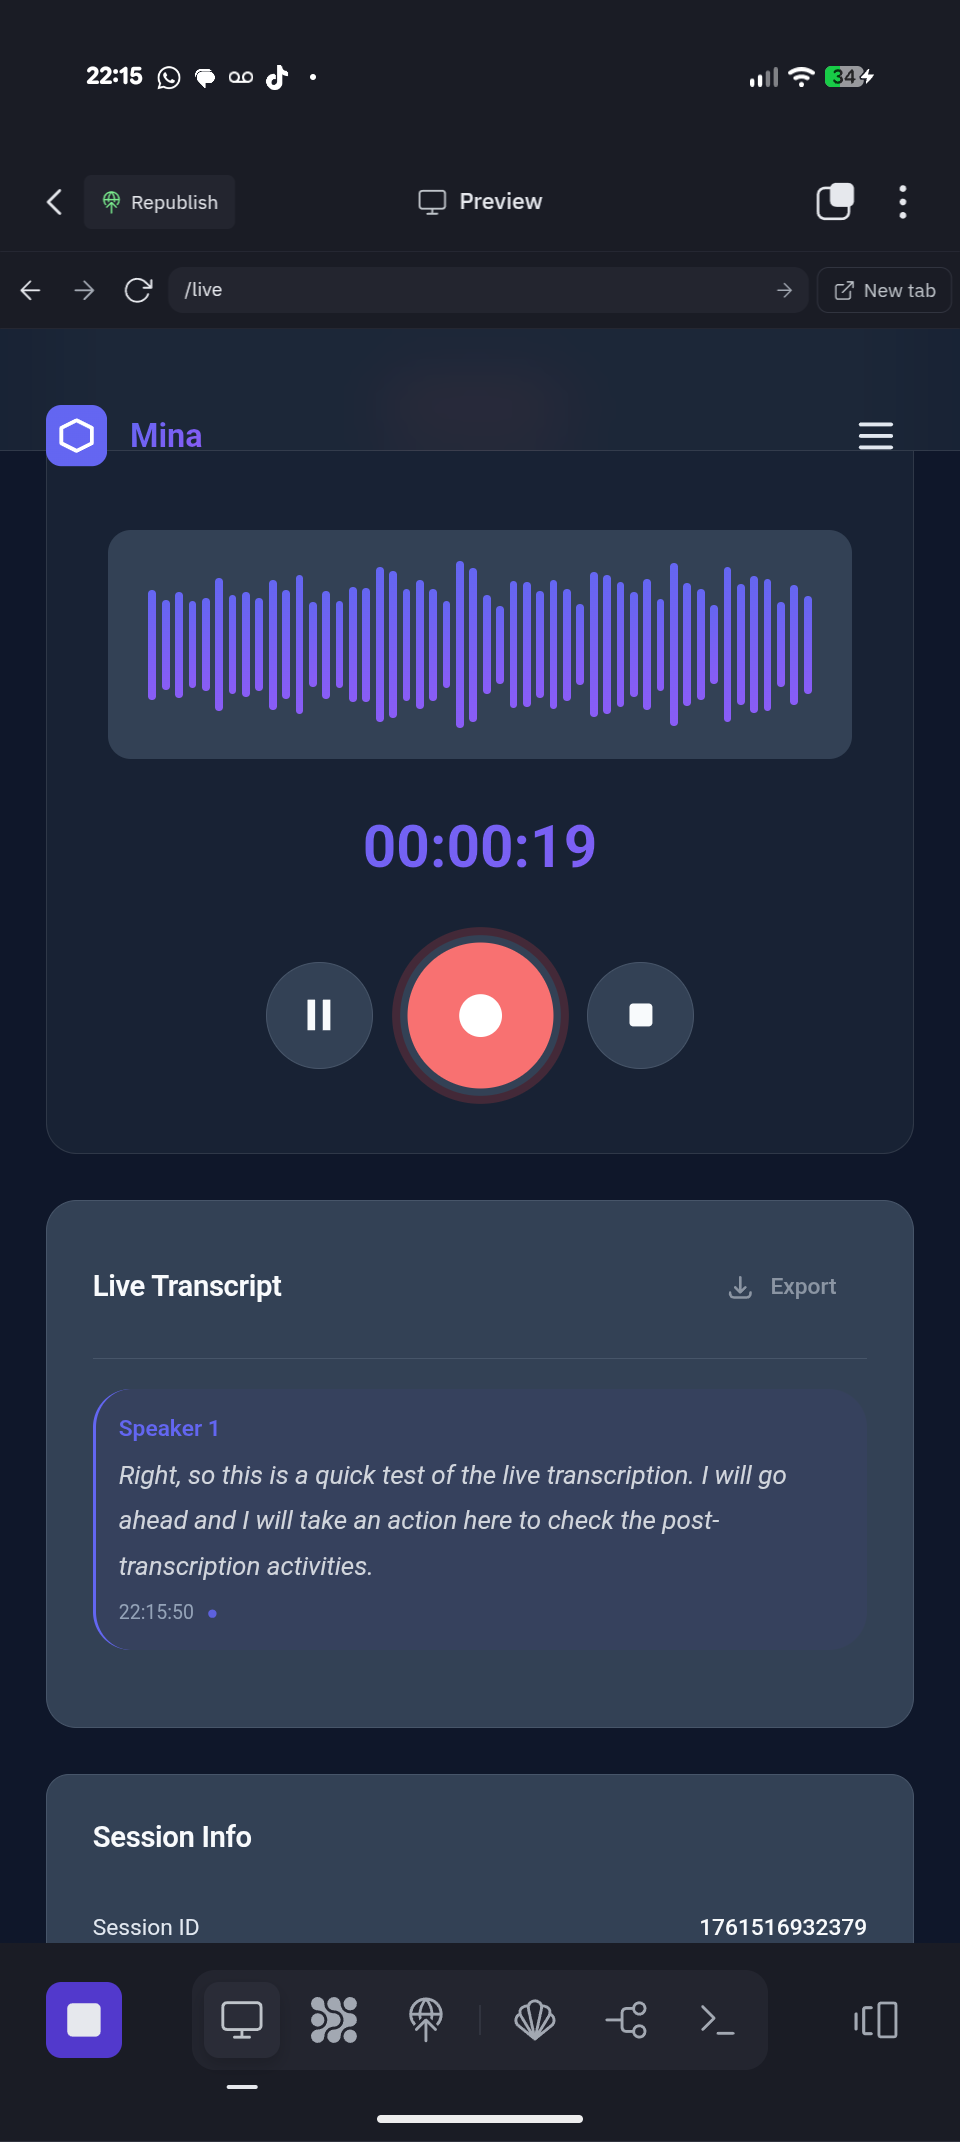 22:15
34
Republish
Preview
/live
New tab
Mina
00:00:19
Live Transcript
Export
Speaker 1
Right, so this is a quick test of the live transcription. I will go
ahead and I will take an action here to check the post-
transcription activities.
22:15:50
Session Info
Session ID
1761516932379